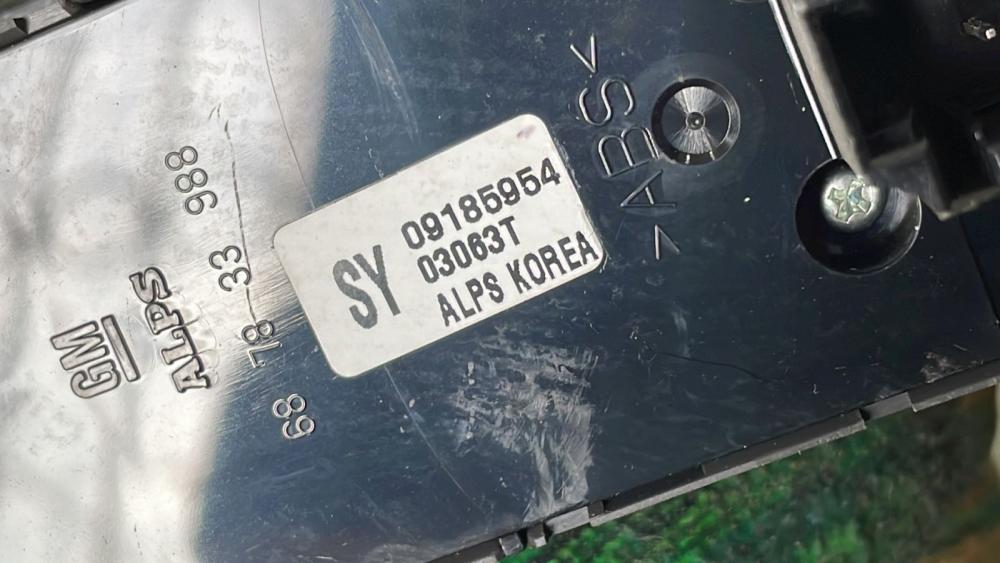 SY
09185954
03063T
ALPS KOREA
>ABS<
GM
ALPS
988
33
78
68